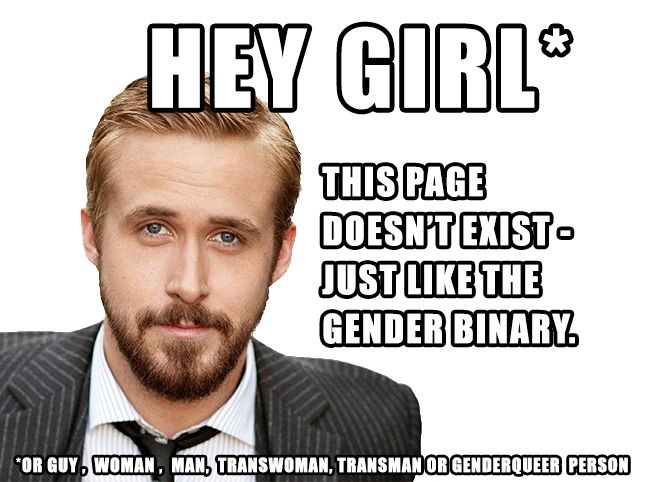 HEY GIRL*
THIS PAGE
DOESN'T EXIST -
JUST LIKE THE
GENDER BINARY.
*OR GUY, WOMAN, MAN, TRANSWOMAN, TRANSMAN OR GENDERQUEER PERSON